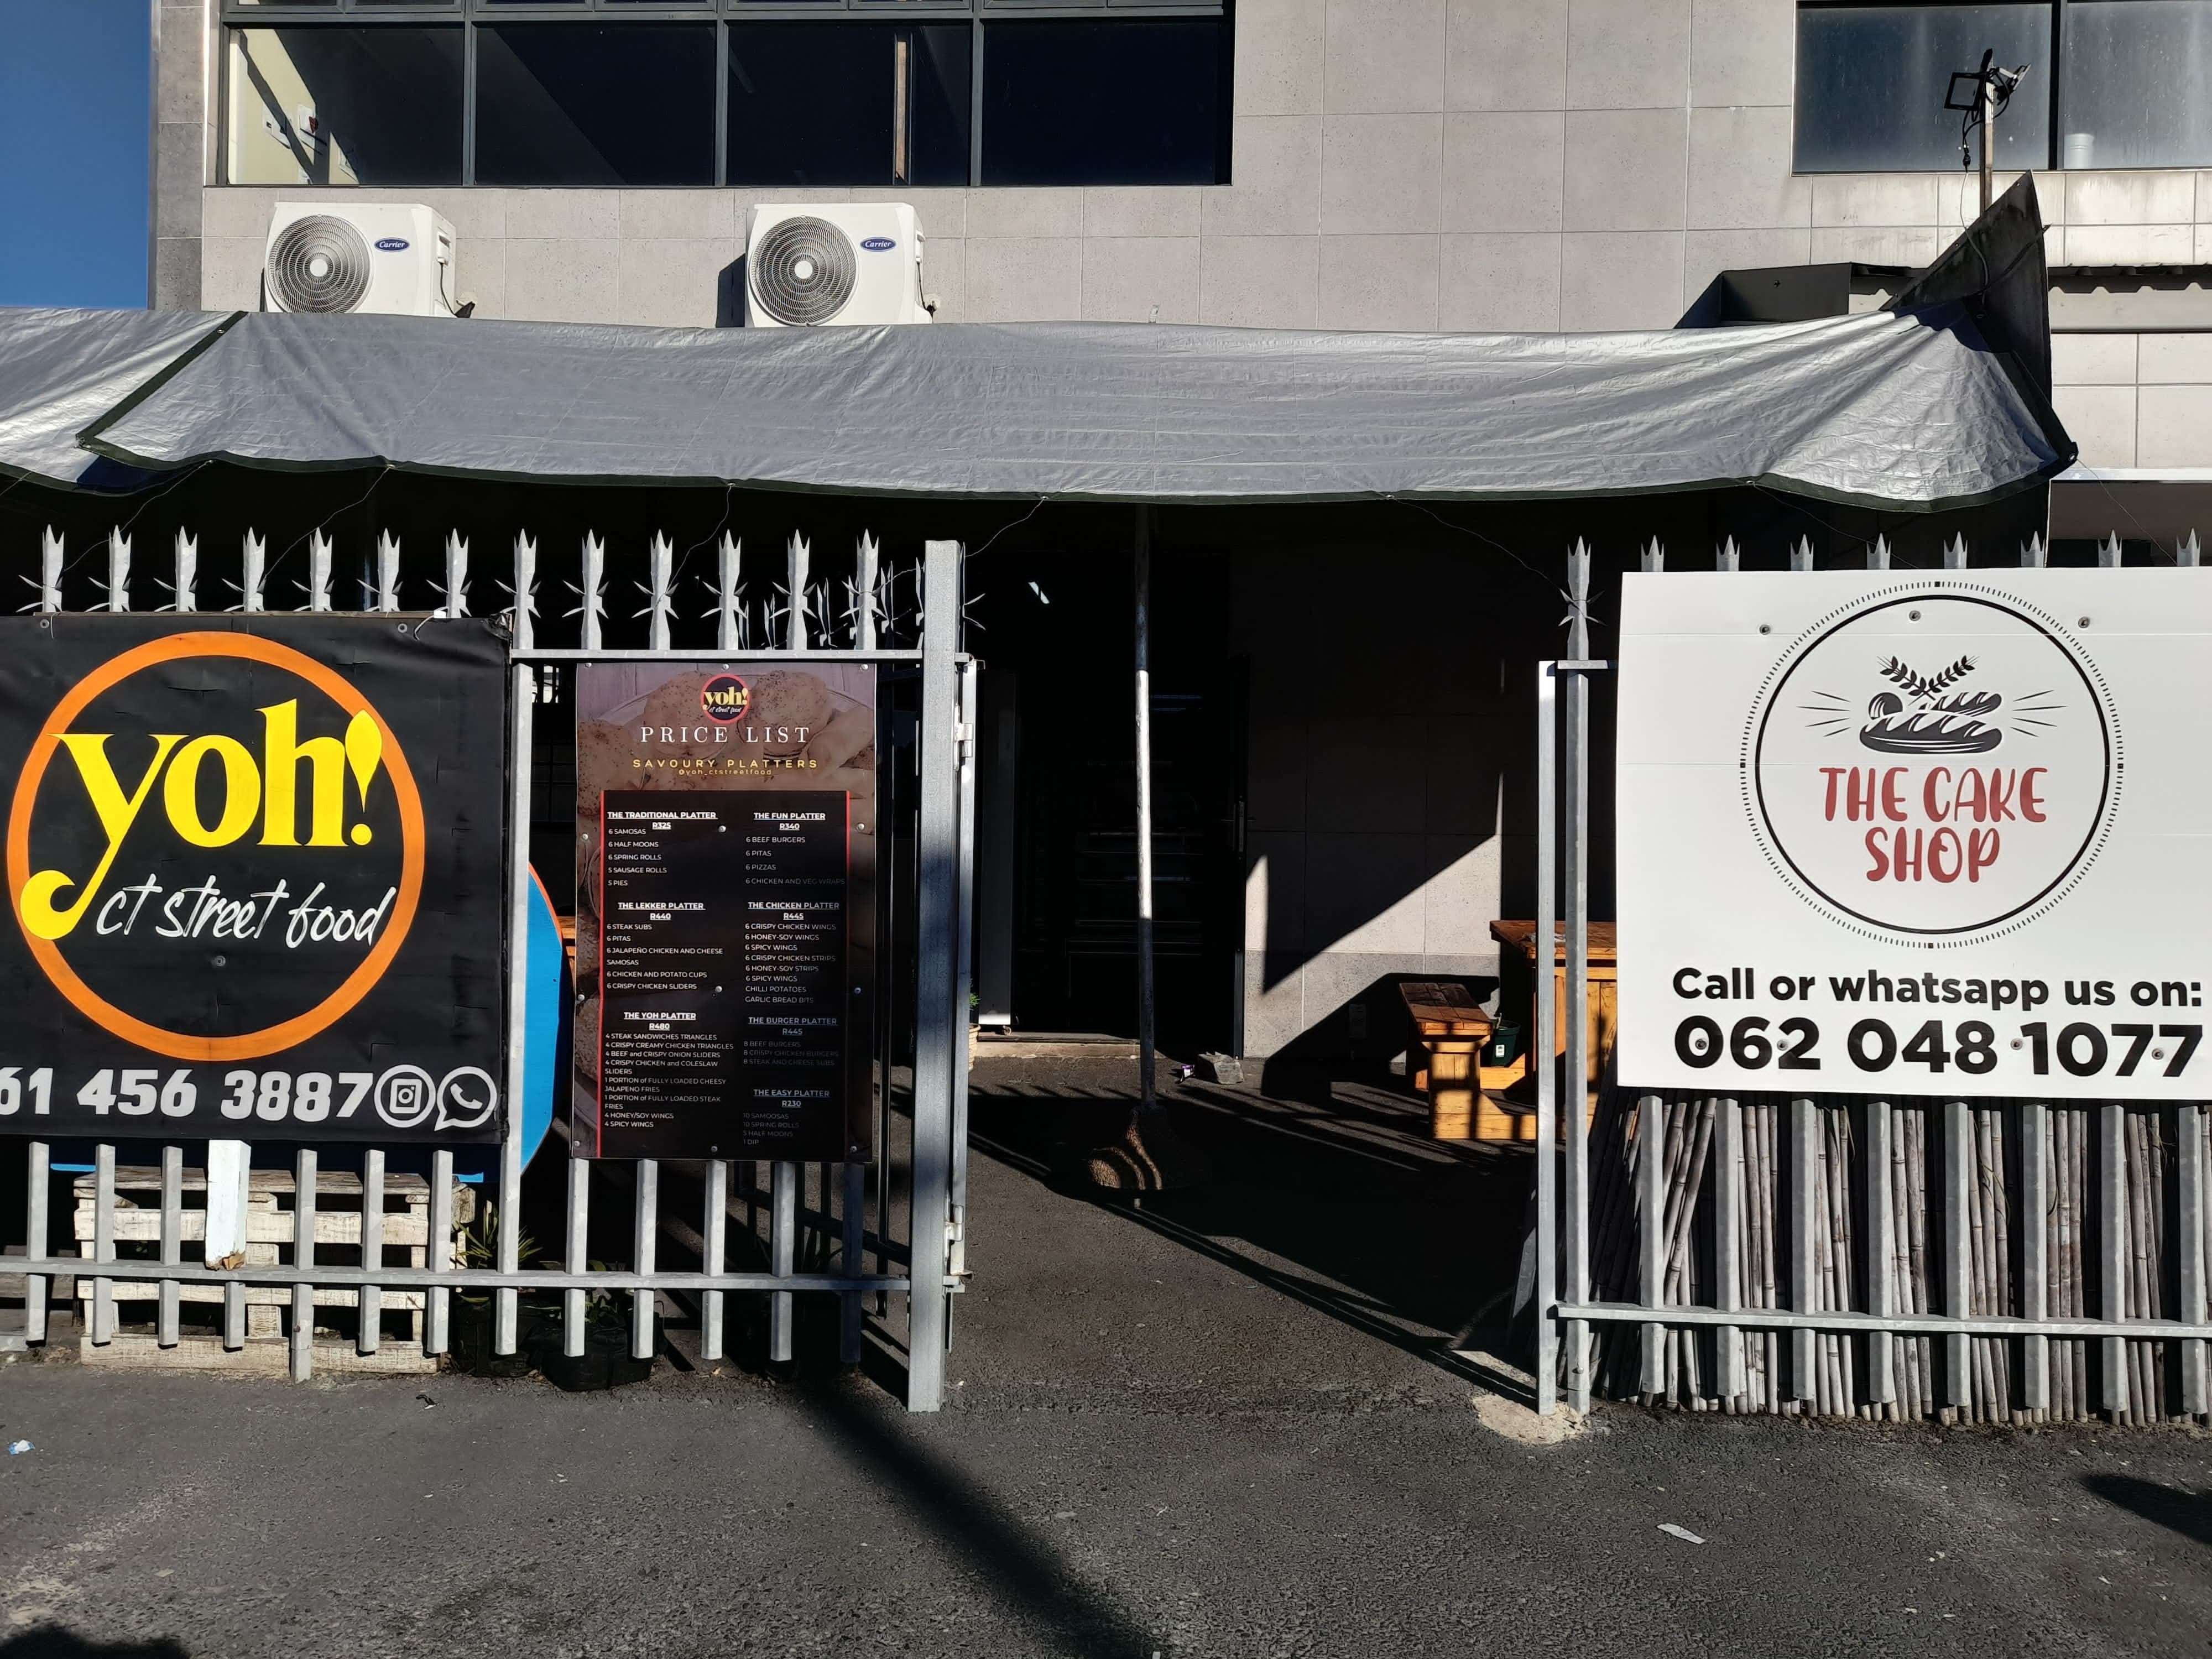 Carrier
Carrier
yoh!
ct street food
61 456 3887
yoh!
ct street food
PRICE LIST
SAVOURY PLATTERS
@yoh_ctstreetfood
THE TRADITIONAL PLATTER
R325
6 SAMOSAS
6 HALF MOONS
6 SPRING ROLLS
5 SAUSAGE ROLLS
5 PIES
THE LEKKER PLATTER
R440
6 STEAK SUBS
6 PITAS
6 JALAPEÑO CHICKEN AND CHEESE
SAMOSAS
6 CHICKEN AND POTATO CUPS
6 CRISPY CHICKEN SLIDERS
THE YOH PLATTER
R480
4 STEAK SANDWICHES TRIANGLES
4 CRISPY CREAMY CHICKEN TRIANGLES
4 BEEF and CRISPY ONION SLIDERS
4 CRISPY CHICKEN and COLESLAW
SLIDERS
1 PORTION of FULLY LOADED CHEESY
JALAPENO FRIES
1 PORTION of FULLY LOADED STEAK
FRIES
4 HONEY/SOY WINGS
4 SPICY WINGS
THE FUN PLATTER
R340
6 BEEF BURGERS
6 PITAS
6 PIZZAS
6 CHICKEN AND VEG WRAPS
THE CHICKEN PLATTER
R445
6 CRISPY CHICKEN WINGS
6 HONEY-SOY WINGS
6 SPICY WINGS
6 CRISPY CHICKEN STRIPS
6 HONEY-SOY STRIPS
6 SPICY WINGS
CHILLI POTATOES
GARLIC BREAD BITS
THE BURGER PLATTER
R445
8 BEEF BURGERS
8 CRISPY CHICKEN BURGERS
8 STEAK AND CHEESE SUBS
THE EASY PLATTER
R230
10 SAMOOSAS
10 SPRING ROLLS
5 HALF MOONS
1 DIP
THE CAKE
SHOP
Call or whatsapp us on:
062 048 1077